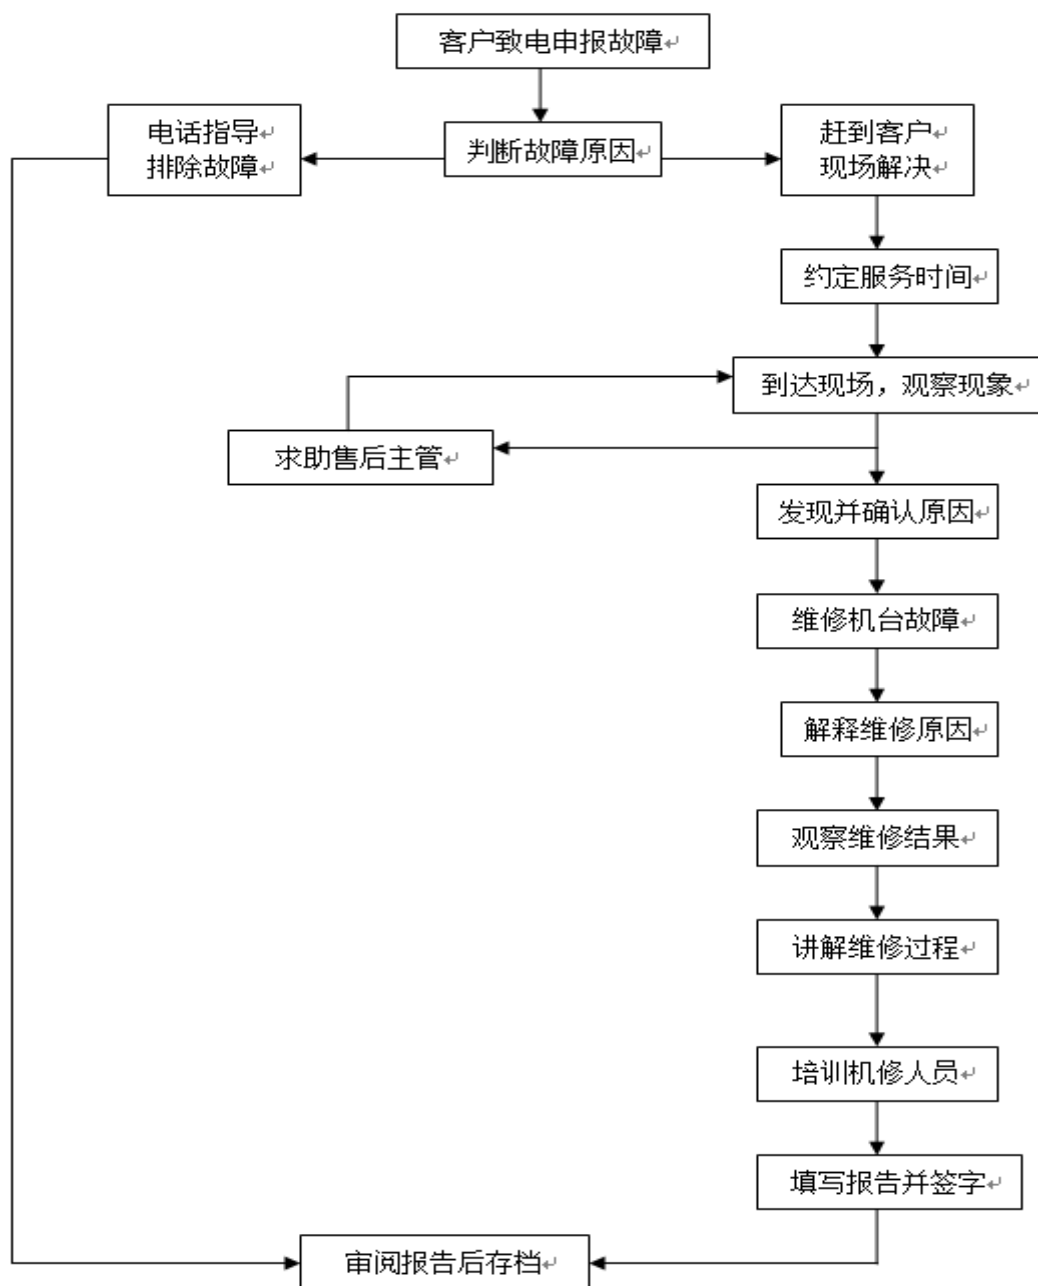 客户致电申报故障
电话指导
排除故障
判断故障原因
赶到客户
现场解决
约定服务时间
到达现场，观察现象
求助售后主管
发现并确认原因
维修机台故障
解释维修原因
观察维修结果
讲解维修过程
培训机修人员
填写报告并签字
审阅报告后存档